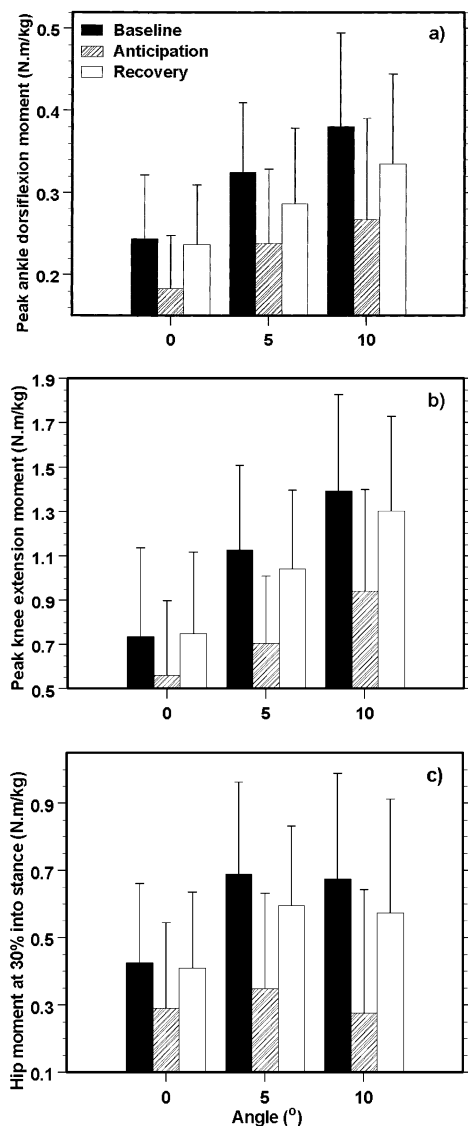 Peak ankle dorsiflexion moment (N.m/kg)
0.5
0.4
0.3
0.2
Baseline
Anticipation
Recovery
a)
0 5 10
Peak knee extension moment (N.m/kg)
1.9
1.7
1.5
1.3
1.1
0.9
0.7
0.5
b)
0 5 10
Hip moment at 30% into stance (N.m/kg)
0.9
0.7
0.5
0.3
0.1
c)
0 5 10
Angle (º)